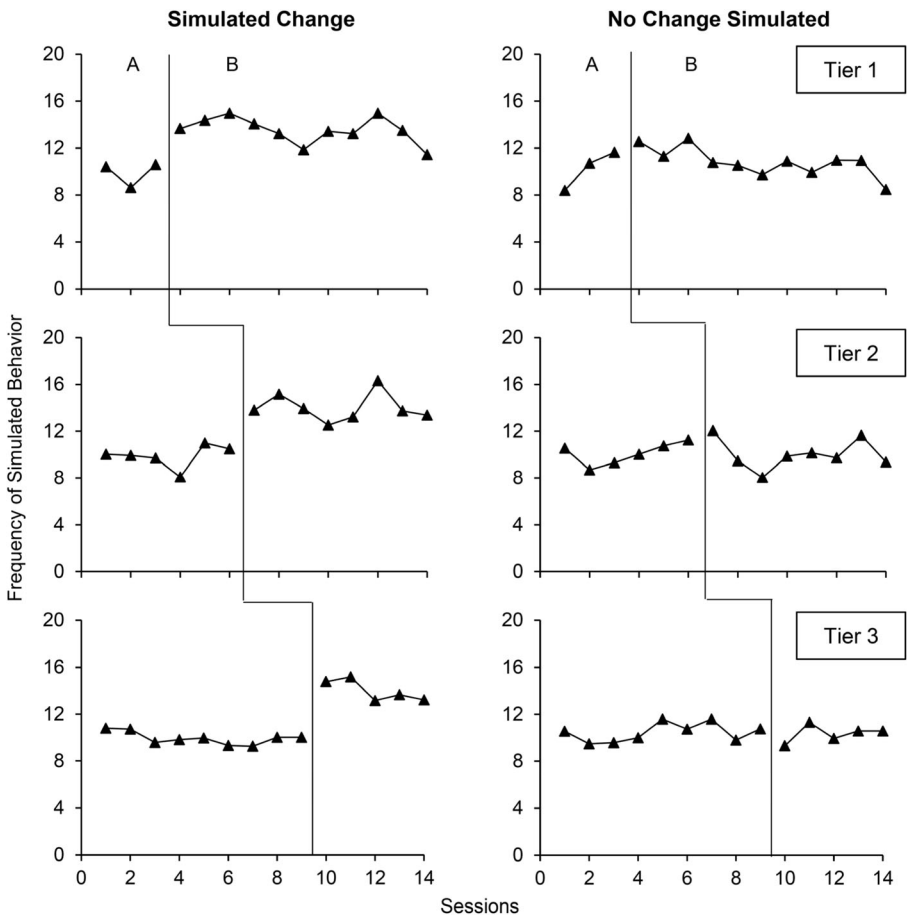 Simulated Change
No Change Simulated
Frequency of Simulated Behavior
20
16
12
8
4
0
A
B
20
16
12
8
4
0
A
B
Tier 1
20
16
12
8
4
0
20
16
12
8
4
0
Tier 2
20
16
12
8
4
0
0 2 4 6 8 10 12 14
20
16
12
8
4
0
0 2 4 6 8 10 12 14
Tier 3
Sessions